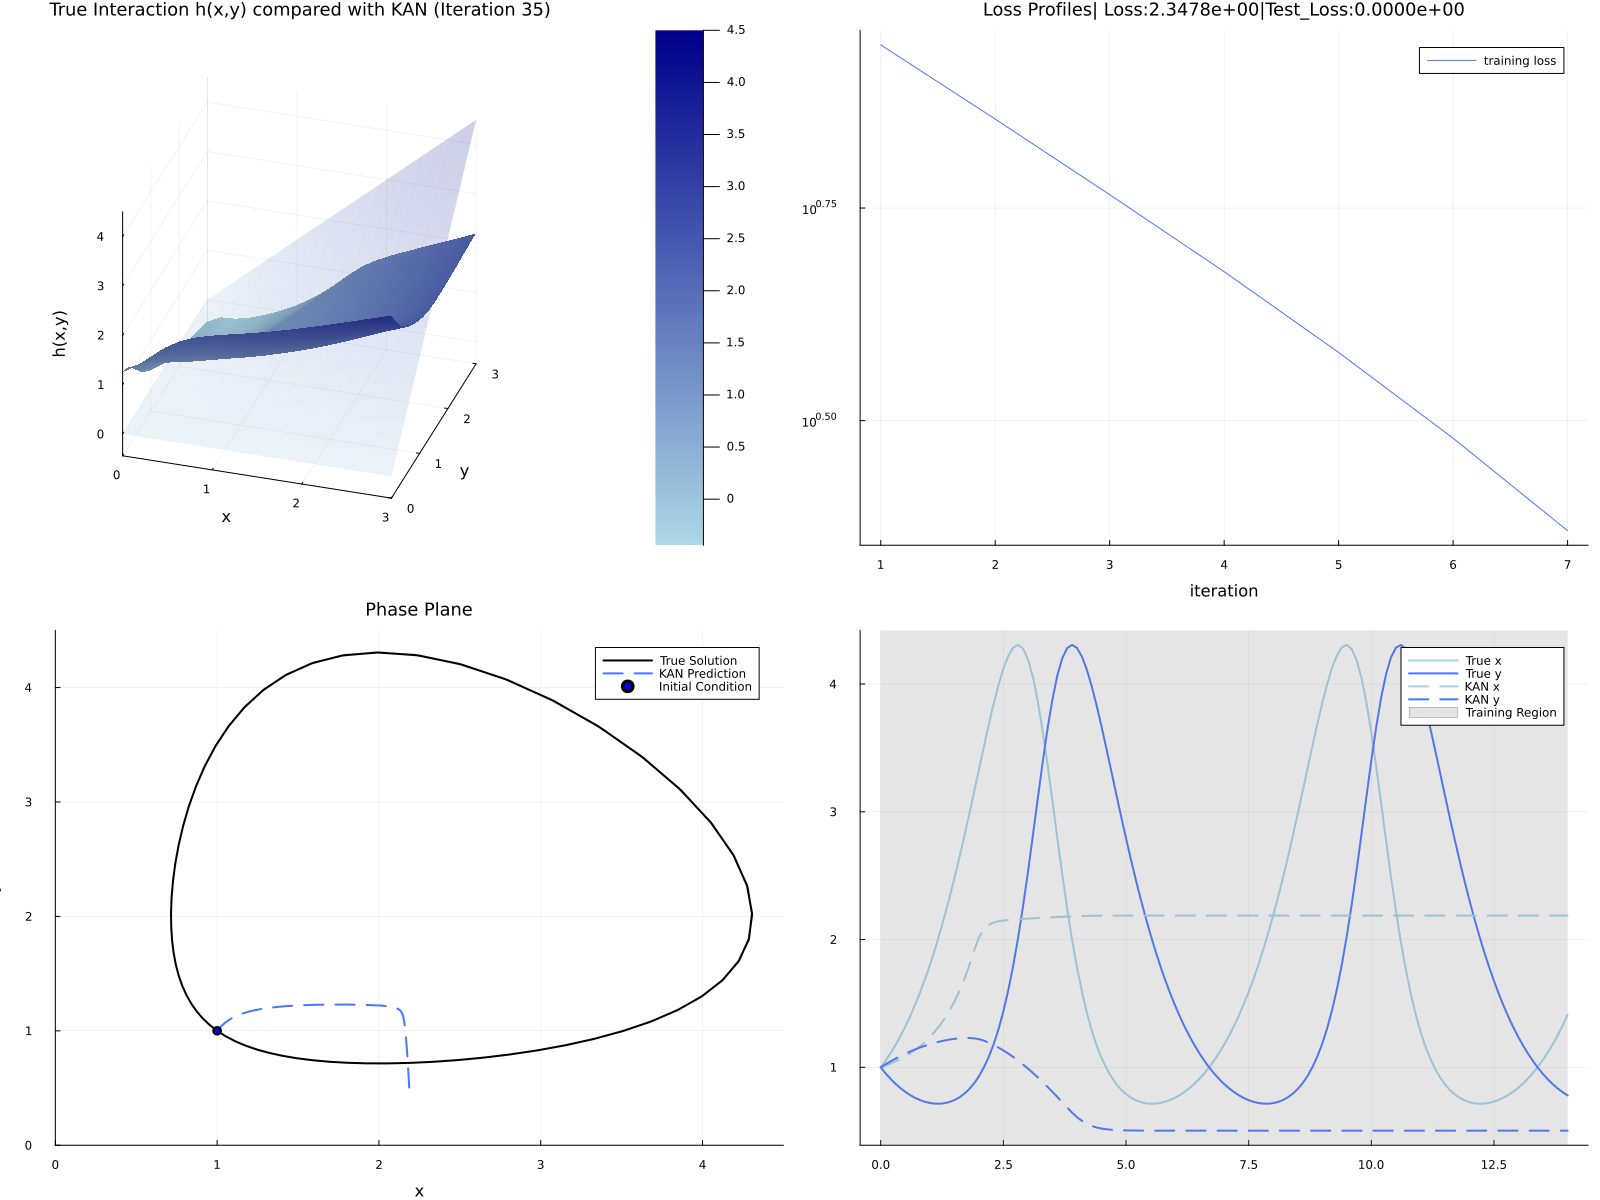 True Interaction h(x,y) compared with KAN (Iteration 35)
4.5
4.0
3.5
3.0
2.5
2.0
1.5
1.0
0.5
0
h(x,y)
4
3
2
1
0
0
1
2
3
x
0
1
2
3
y
Loss Profiles| Loss:2.3478e+00|Test_Loss:0.0000e+00
training loss
10^0.75
10^0.50
1 2 3 4 5 6 7
iteration
Phase Plane
True Solution
KAN Prediction
Initial Condition
4
3
2
1
0
0 1 2 3 4
x
True x
True y
KAN x
KAN y
Training Region
4
3
2
1
0.0 2.5 5.0 7.5 10.0 12.5